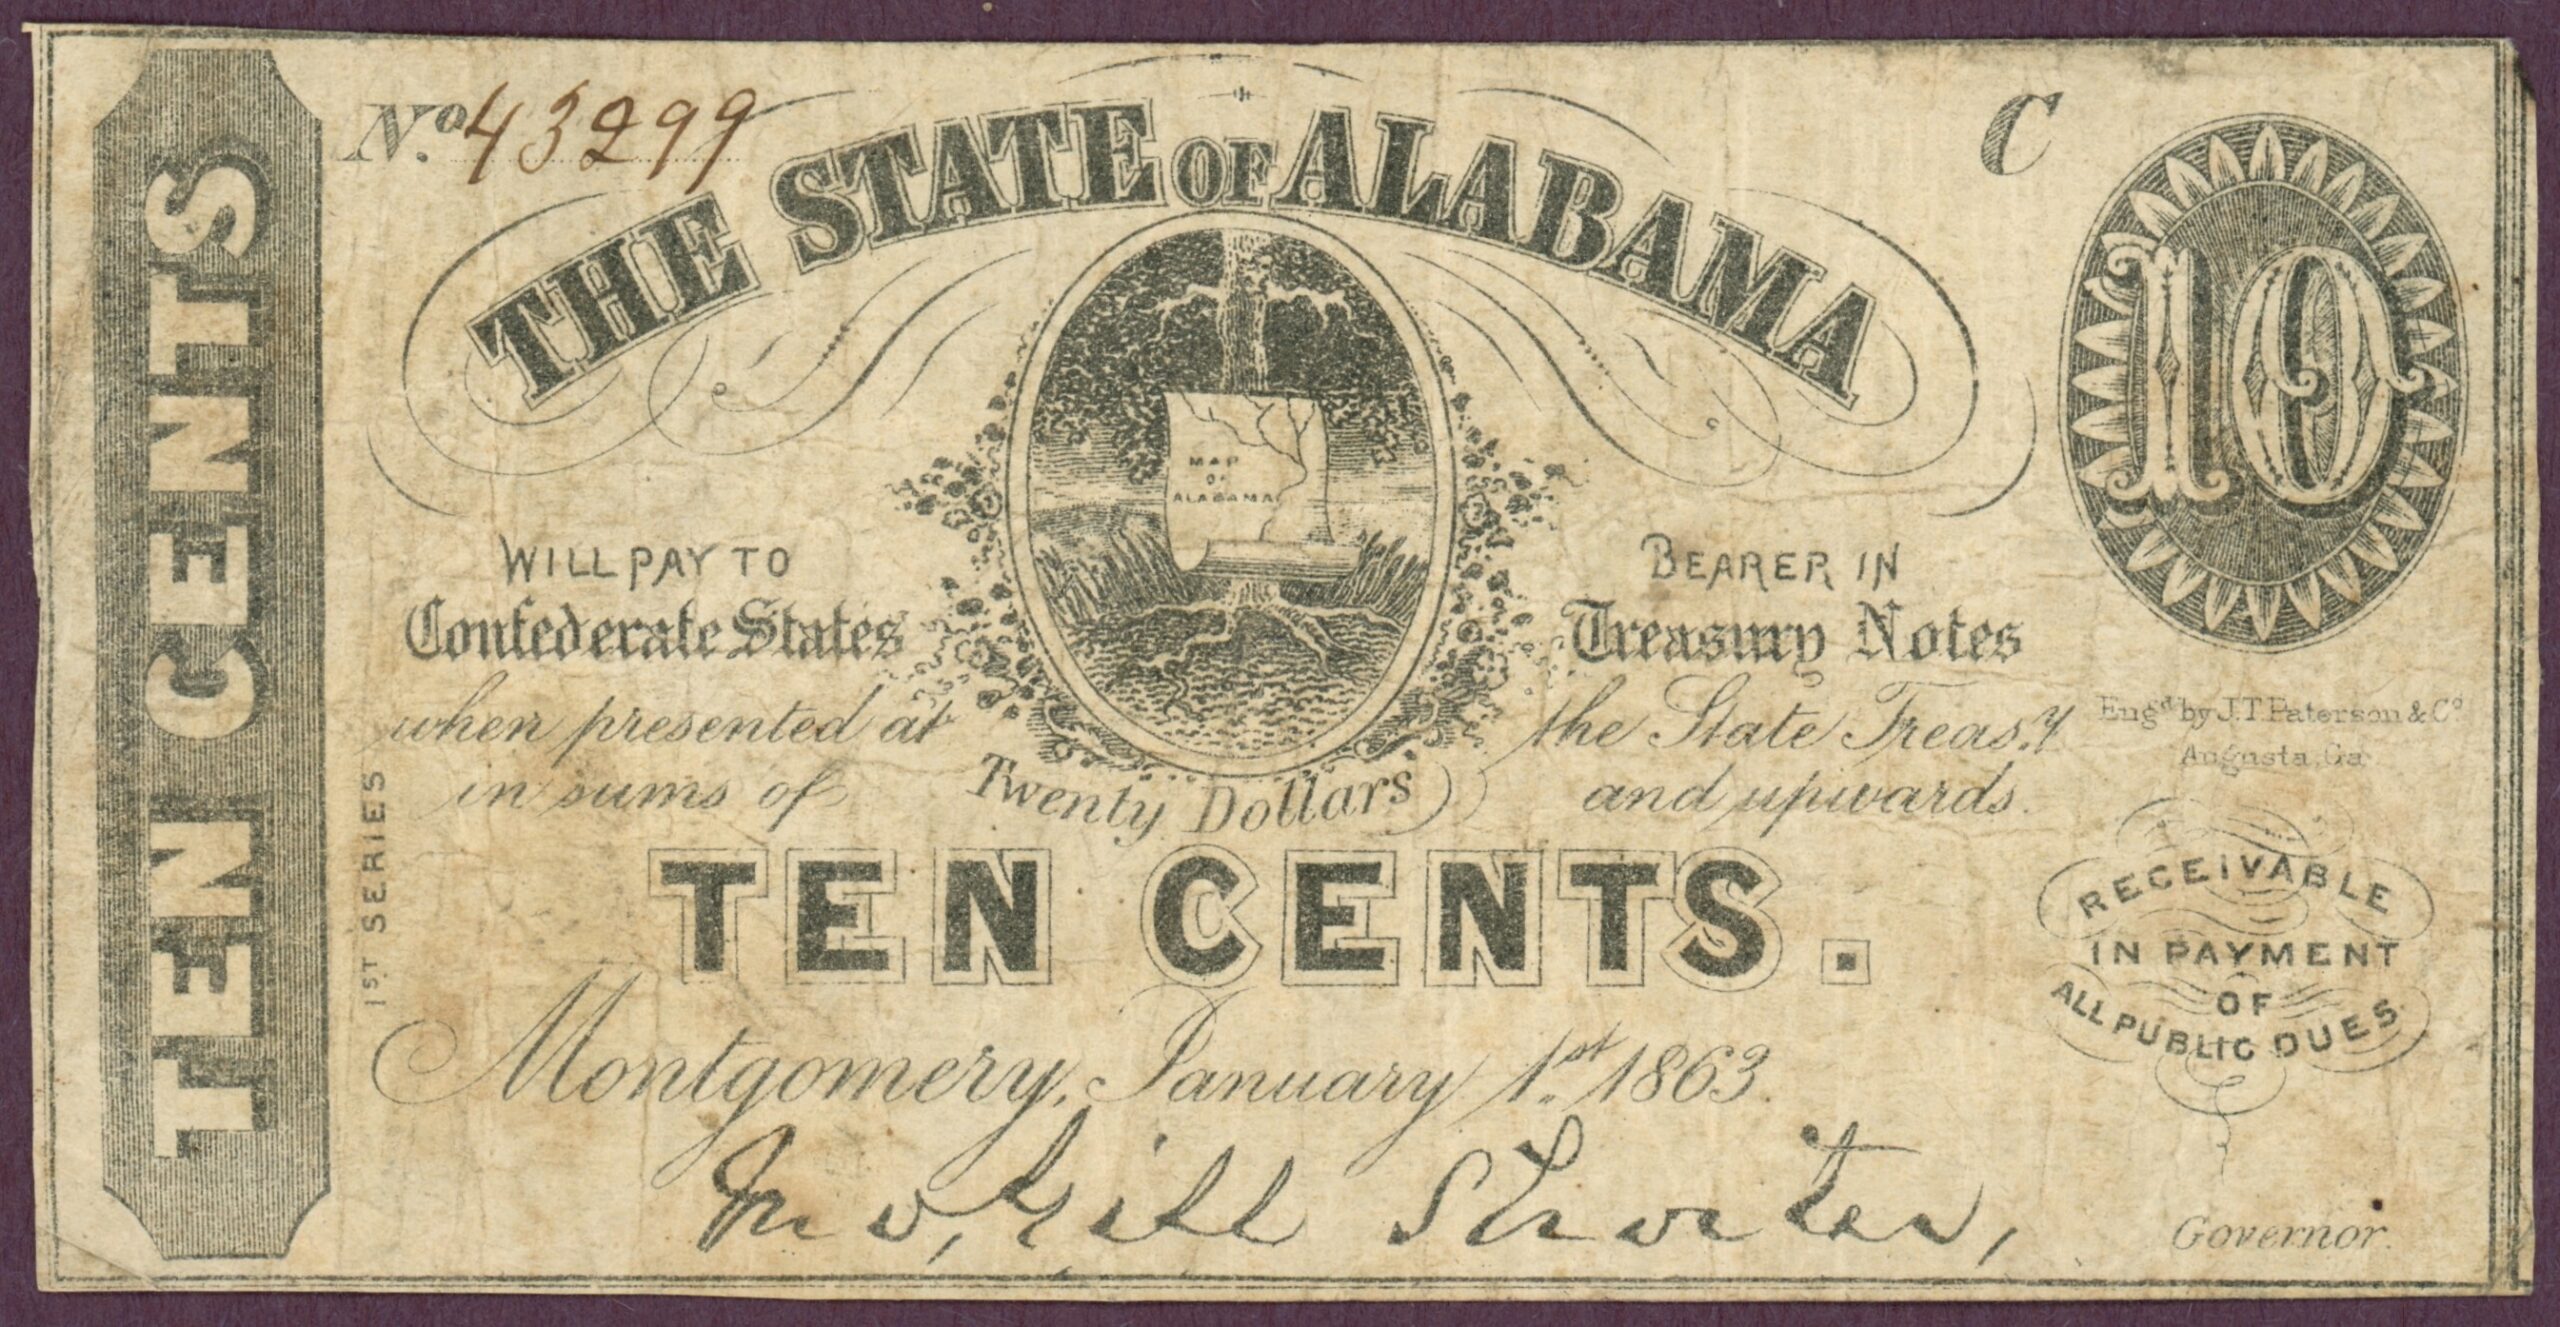 TEN CENTS
No. 43299
C
THE STATE OF ALABAMA
10
MAP
OF
ALABAMA
WILL PAY TO BEARER IN
Confederate States Treasury Notes
when presented at the State Treas.y
in sums of Twenty Dollars and upwards.
Engd by J.T. Paterson & Co
Augusta, Ga
1ST SERIES
TEN CENTS.
RECEIVABLE
IN PAYMENT
OF
ALL PUBLIC DUES
Montgomery, January 1st 1863.
Jno. Gill Shorter,
Governor.